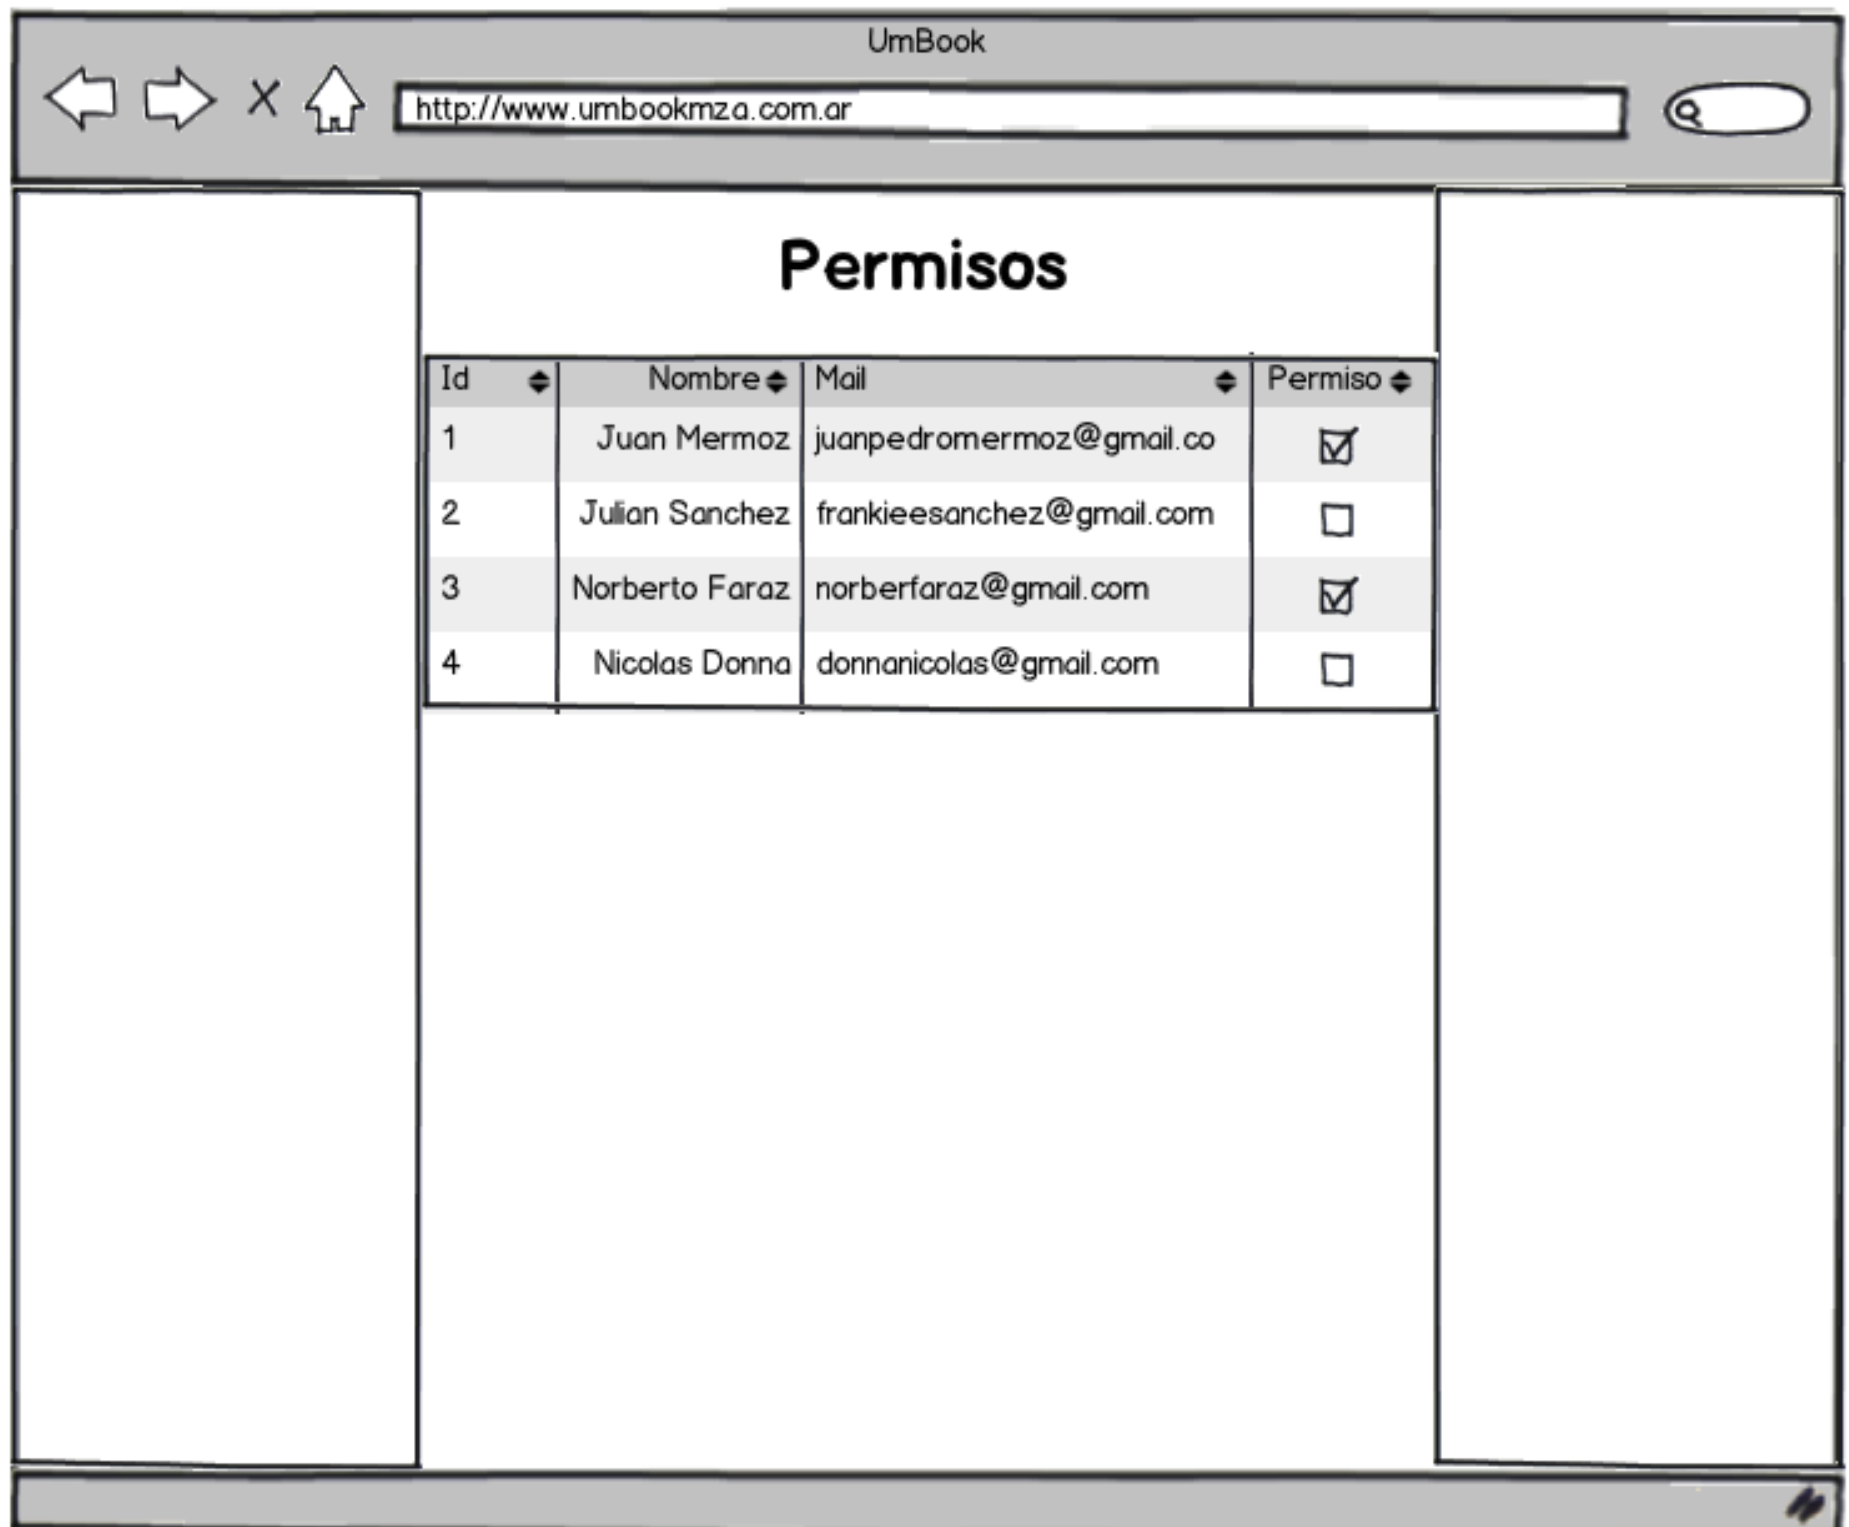 UmBook
http://www.umbookmza.com.ar
Permisos
Id Nombre Mail Permiso
1 Juan Mermoz juanpedromermoz@gmail.co
2 Julian Sanchez frankieesanchez@gmail.com
3 Norberto Faraz norberfaraz@gmail.com
4 Nicolas Donna donnanicolas@gmail.com